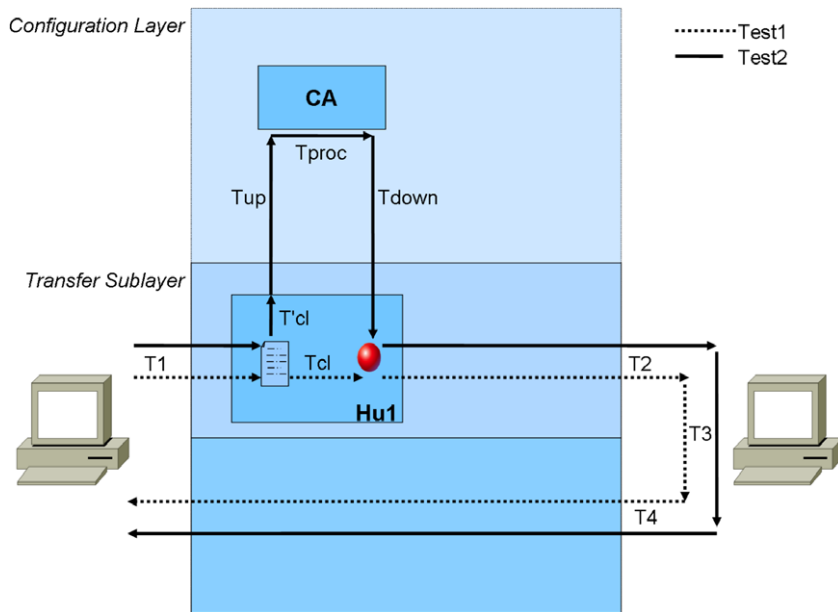 Configuration Layer
Test1
Test2
CA
Tproc
Tup
Tdown
Transfer Sublayer
T'cl
T1
Tcl
T2
Hu1
T3
T4